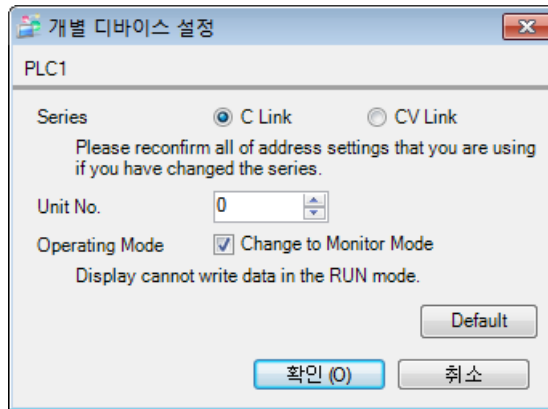 개별 디바이스 설정
PLC1
Series C Link CV Link
Please reconfirm all of address settings that you are using
if you have changed the series.
Unit No. 0
Operating Mode Change to Monitor Mode
Display cannot write data in the RUN mode.
Default
확인 (O) 취소